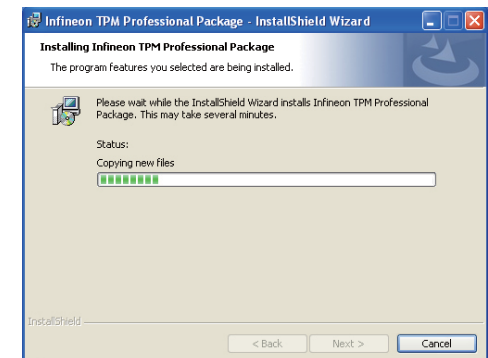 Infineon TPM Professional Package - InstallShield Wizard
Installing Infineon TPM Professional Package
The program features you selected are being installed.
Please wait while the InstallShield Wizard installs Infineon TPM Professional
Package. This may take several minutes.
Status:
Copying new files
InstallShield
< Back Next > Cancel